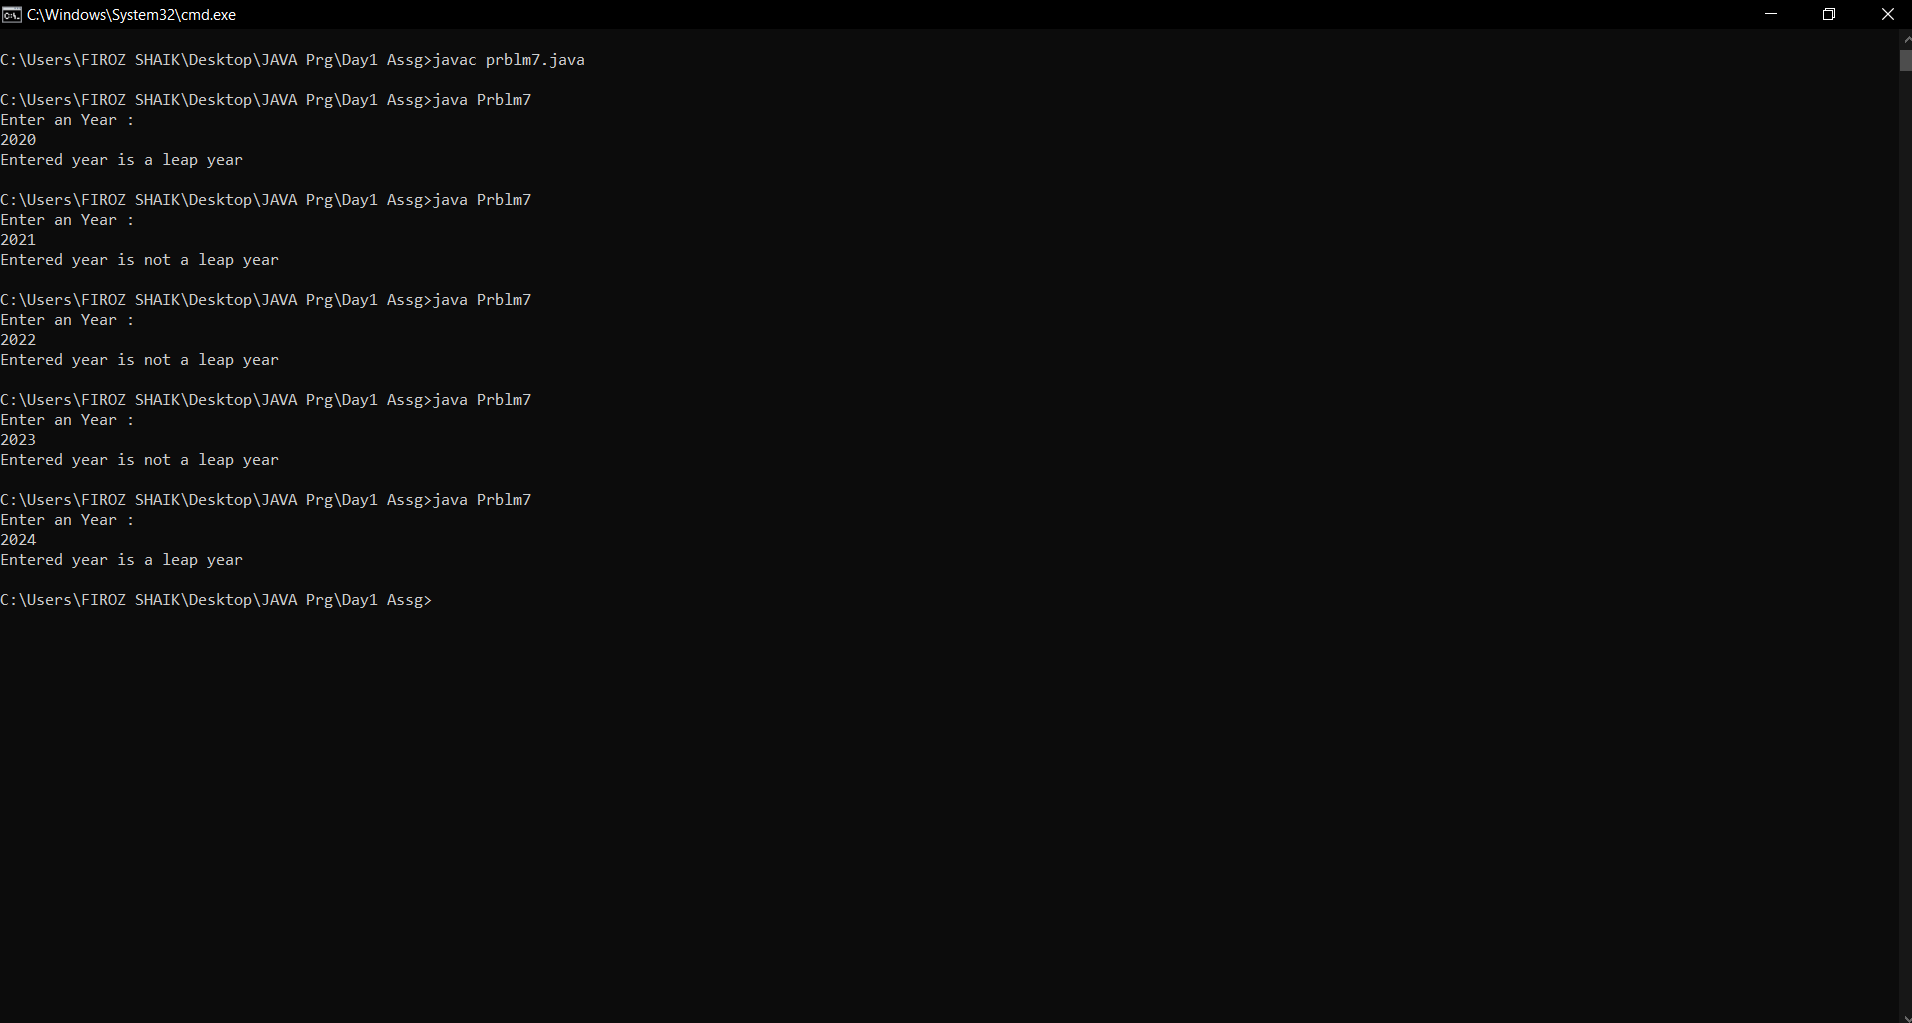 C:\Windows\System32\cmd.exe
C:\Users\FIROZ SHAIK\Desktop\JAVA Prg\Day1 Assg>javac prblm7.java
C:\Users\FIROZ SHAIK\Desktop\JAVA Prg\Day1 Assg>java Prblm7
Enter an Year :
2020
Entered year is a leap year
C:\Users\FIROZ SHAIK\Desktop\JAVA Prg\Day1 Assg>java Prblm7
Enter an Year :
2021
Entered year is not a leap year
C:\Users\FIROZ SHAIK\Desktop\JAVA Prg\Day1 Assg>java Prblm7
Enter an Year :
2022
Entered year is not a leap year
C:\Users\FIROZ SHAIK\Desktop\JAVA Prg\Day1 Assg>java Prblm7
Enter an Year :
2023
Entered year is not a leap year
C:\Users\FIROZ SHAIK\Desktop\JAVA Prg\Day1 Assg>java Prblm7
Enter an Year :
2024
Entered year is a leap year
C:\Users\FIROZ SHAIK\Desktop\JAVA Prg\Day1 Assg>